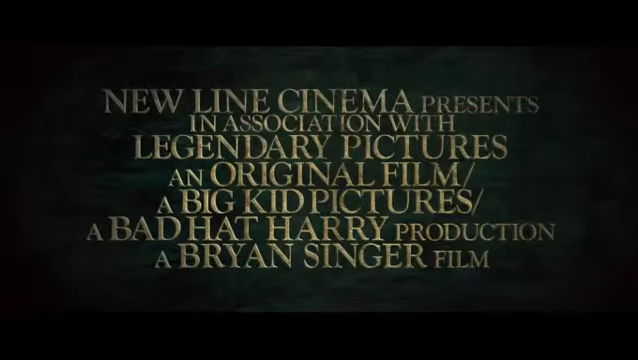 NEW LINE CINEMA PRESENTS
IN ASSOCIATION WITH
LEGENDARY PICTURES
AN ORIGINAL FILM/
A BIG KID PICTURES/
A BAD HAT HARRY PRODUCTION
A BRYAN SINGER FILM